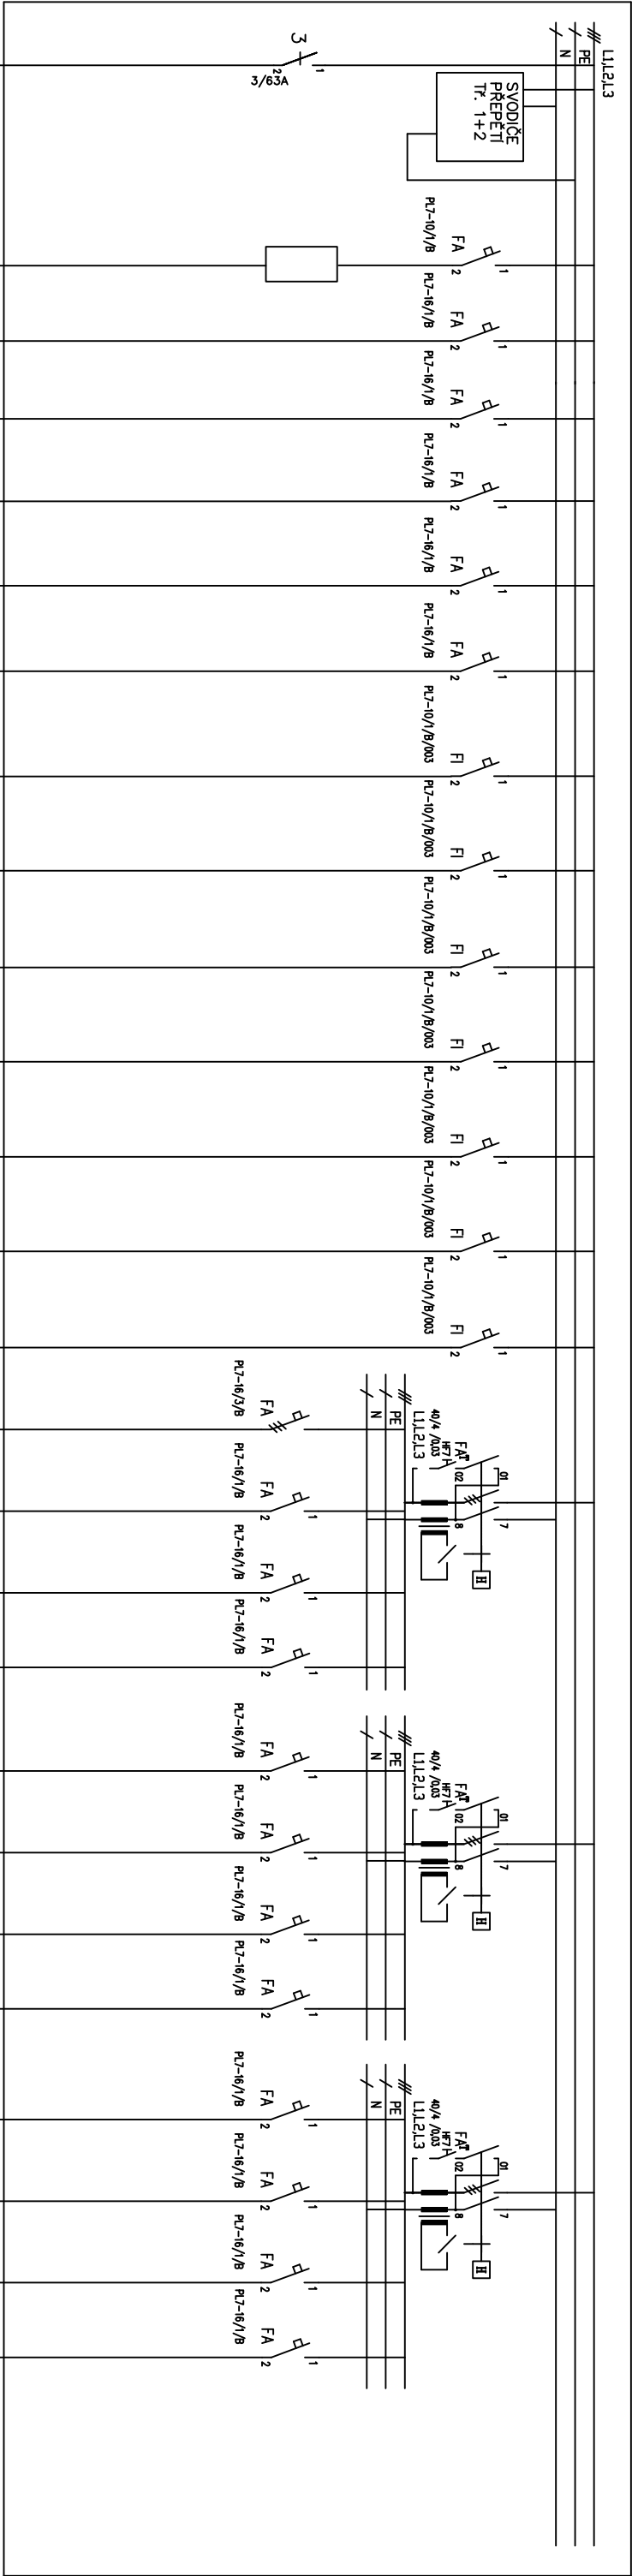 L1,L2,L3
PE
N
3
1
2
3/63A
SVODIČE
PŘEPĚTÍ
Tř. 1+2
1
FA
2
PL7-10/1/B
1
FA
2
PL7-16/1/B
1
FA
2
PL7-16/1/B
1
FA
2
PL7-16/1/B
1
FA
2
PL7-16/1/B
1
FA
2
PL7-16/1/B
1
FI
2
PL7-10/1/B/003
1
FI
2
PL7-10/1/B/003
1
FI
2
PL7-10/1/B/003
1
FI
2
PL7-10/1/B/003
1
FI
2
PL7-10/1/B/003
1
FI
2
PL7-10/1/B/003
1
FI
2
PL7-10/1/B/003
01
7
FA
02
8
H
HF7
40/4 /0,03
L1,L2,L3
PE
N
FA
PL7-16/3/B
1
FA
2
PL7-16/1/B
1
FA
2
PL7-16/1/B
1
FA
2
PL7-16/1/B
01
7
FA
02
8
H
HF7
40/4 /0,03
L1,L2,L3
PE
N
1
FA
2
PL7-16/1/B
1
FA
2
PL7-16/1/B
1
FA
2
PL7-16/1/B
1
FA
2
PL7-16/1/B
01
7
FA
02
8
H
HF7
40/4 /0,03
L1,L2,L3
PE
N
1
FA
2
PL7-16/1/B
1
FA
2
PL7-16/1/B
1
FA
2
PL7-16/1/B
1
FA
2
PL7-16/1/B